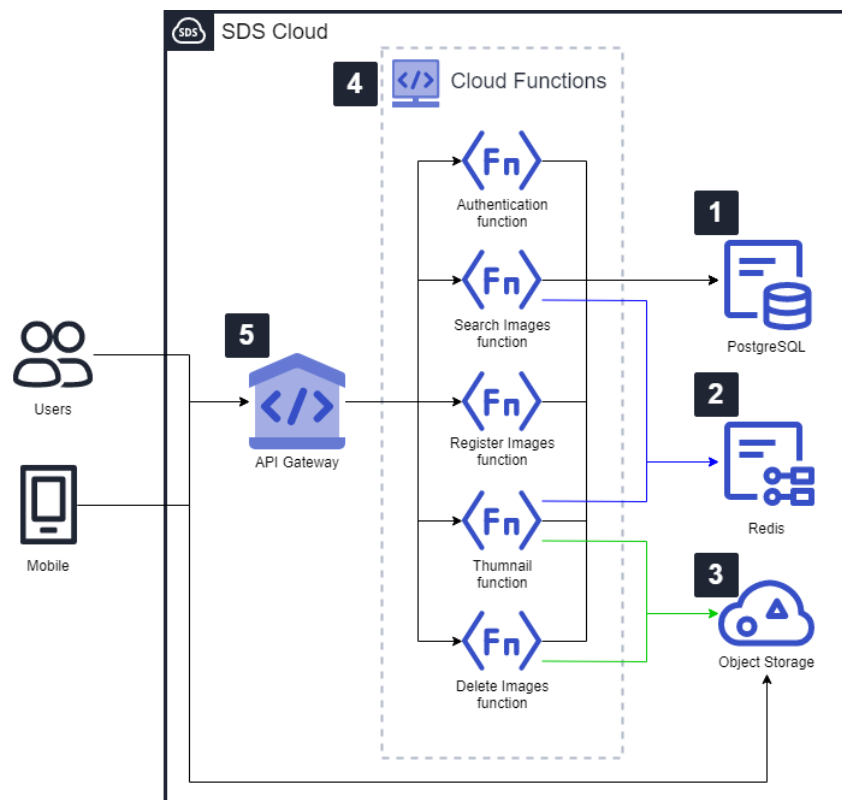 SDS
SDS Cloud
4
Cloud Functions
Fn
Authentication
function
1
Fn
Search Images
function
PostgreSQL
5
Users
API Gateway
Fn
Register Images
function
2
Redis
Mobile
Fn
Thumnail
function
3
Object Storage
Fn
Delete Images
function